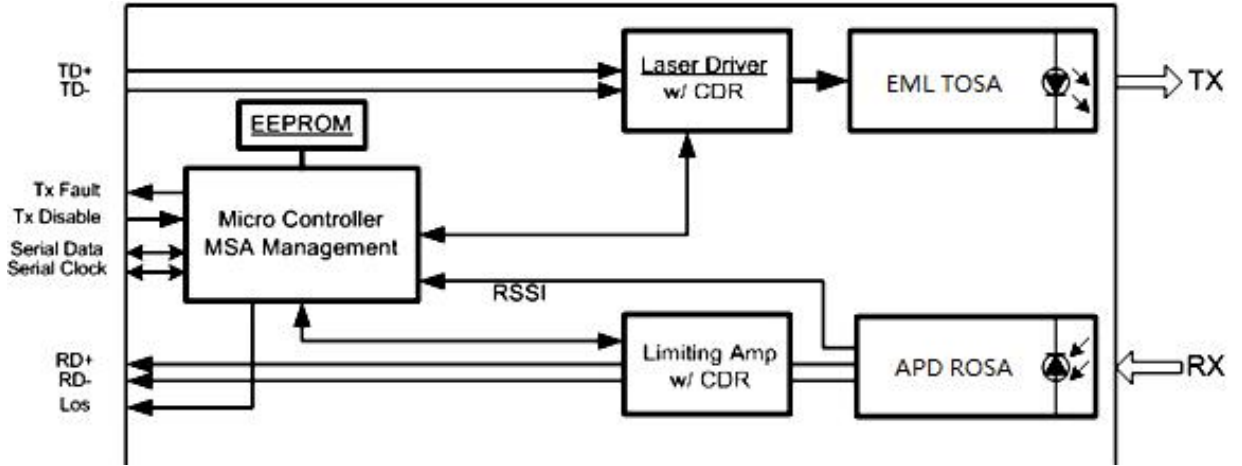 TD+
TD-
Laser Driver
w/ CDR
EML TOSA
TX
EEPROM
Tx Fault
Tx Disable
Serial Data
Serial Clock
Micro Controller
MSA Management
RSSI
RD+
RD-
Los
Limiting Amp
w/ CDR
APD ROSA
RX